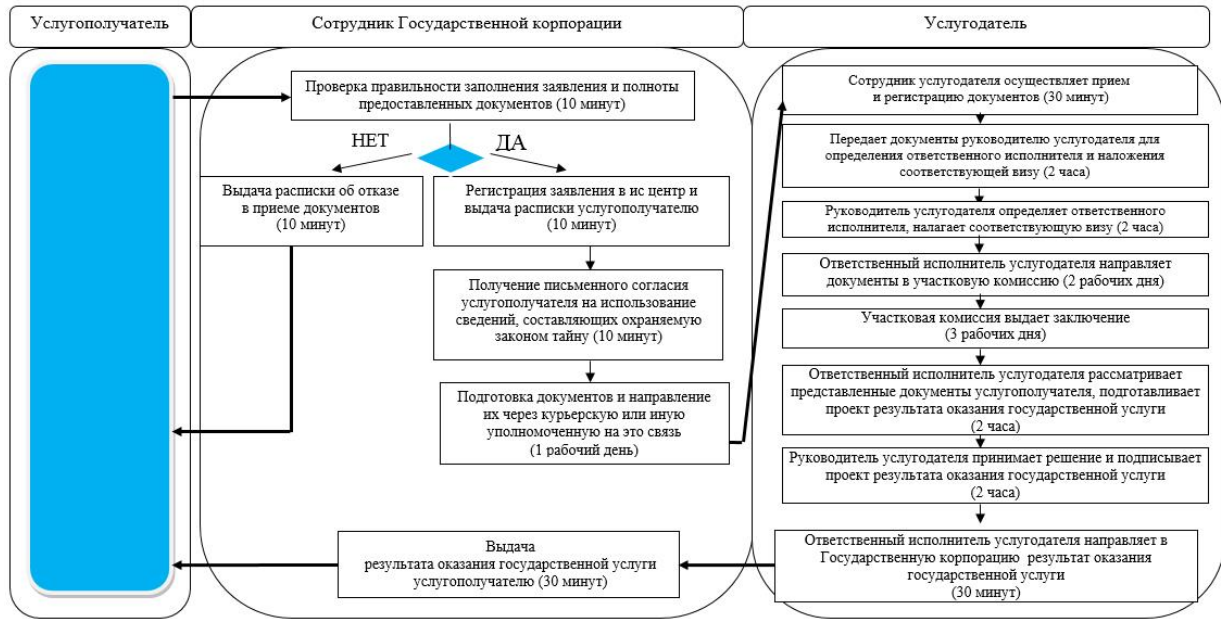 Услугополучатель
Сотрудник Государственной корпорации
Услугодатель
Проверка правильности заполнения заявления и полноты
предоставленных документов (10 минут)
НЕТ
ДА
Выдача расписки об отказе
в приеме документов
(10 минут)
Регистрация заявления в ис центр и
выдача расписки услугополучателю
(10 минут)
Получение письменного согласия
услугополучателя на использование
сведений, составляющих охраняемую
законом тайну (10 минут)
Подготовка документов и направление
их через курьерскую или иную
уполномоченную на это связь
(1 рабочий день)
Выдача
результата оказания государственной услуги
услугополучателю (30 минут)
Сотрудник услугодателя осуществляет прием
и регистрацию документов (30 минут)
Передает документы руководителю услугодателя для
определения ответственного исполнителя и наложения
соответствующей визу (2 часа)
Руководитель услугодателя определяет ответственного
исполнителя, налагает соответствующую визу (2 часа)
Ответственный исполнитель услугодателя направляет
документы в участковую комиссию (2 рабочих дня)
Участковая комиссия выдает заключение
(3 рабочих дня)
Ответственный исполнитель услугодателя рассматривает
представленные документы услугополучателя, подготавливает
проект результата оказания государственной услуги
(2 часа)
Руководитель услугодателя принимает решение и подписывает
проект результата оказания государственной услуги
(2 часа)
Ответственный исполнитель услугодателя направляет в
Государственную корпорацию результат оказания
государственной услуги
(30 минут)